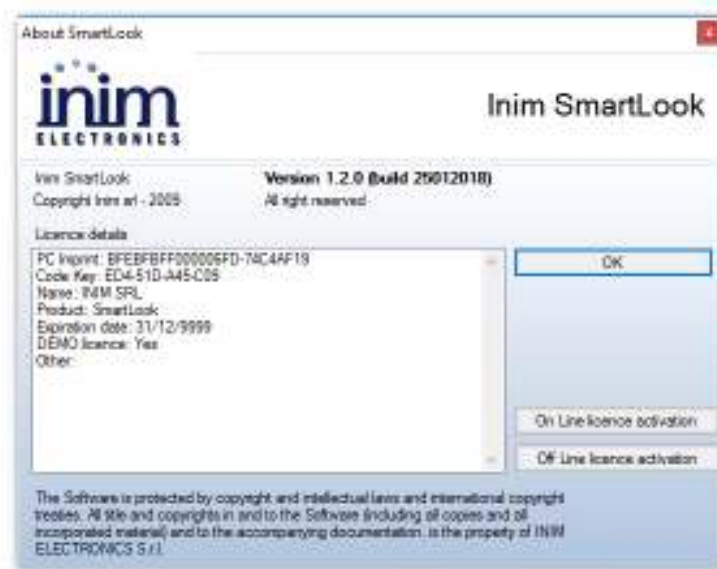 About SmartLook
inim
ELECTRONICS
Inim SmartLook
Inim SmartLook
Version 1.2.0 (build 25012018)
Copyright Inim srl - 2009
All right reserved
Licence details
PC Imprint: BFEBFBFF000006FD-74C4AF19
Code Key: ED4-51D-A45-C09
Name: INIM SRL
Product: SmartLook
Expiration date: 31/12/9999
DEMO licence: Yes
Other:
OK
On Line licence activation
Off Line licence activation
The Software is protected by copyright and intellectual laws and international copyright
treaties. All title and copyrights in and to the Software (including all copies and all
incorporated material) and to the accompanying documentation, is the property of INIM
ELECTRONICS S.r.l.